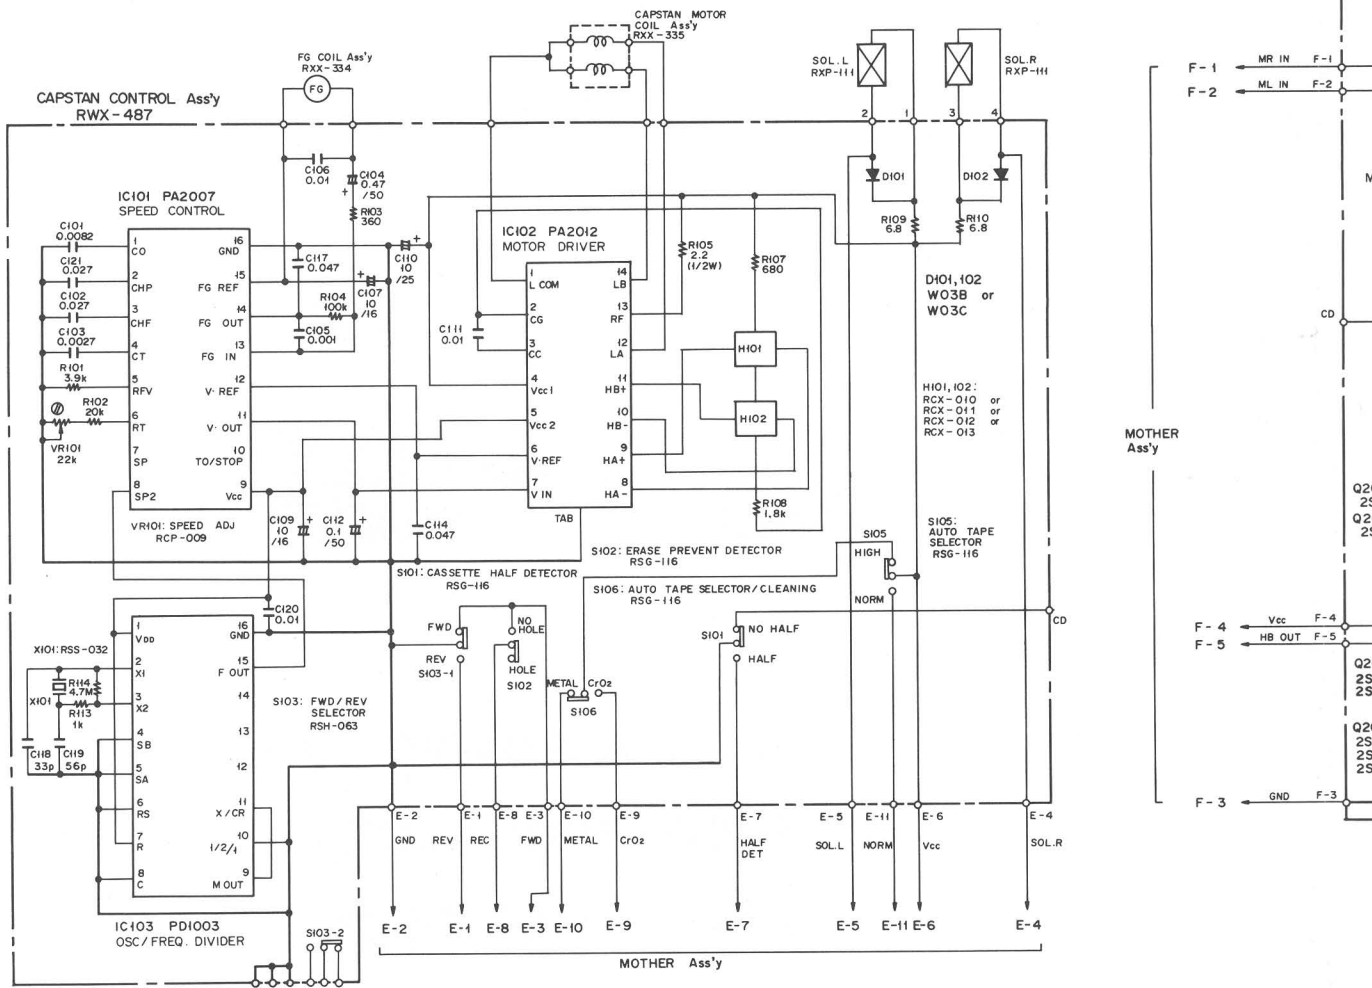 CAPSTAN MOTOR
COIL Ass'y
RXX-335
FG COIL Ass'y
RXX-334
FG
CAPSTAN CONTROL Ass'y
RWX-487
SOL.L
RXP-111
SOL.R
RXP-111
2
1
3
4
MR IN F-1
F-1
ML IN F-2
F-2
C106
0.01
C104
0.47
/50
+
R103
360
D101
D102
R109
6.8
R110
6.8
IC101 PA2007
SPEED CONTROL
C101
0.0082
C121
0.027
C102
0.027
C103
0.0027
R101
3.9k
R102
20k
VR101
22k
1
CO
2
CHP
3
CHF
4
CT
5
RFV
6
RT
7
SP
8
SP2
16
GND
15
FG REF
14
FG OUT
13
FG IN
12
V·REF
11
V·OUT
10
TO/STOP
9
Vcc
VR101: SPEED ADJ
RCP-009
C117
0.047
R104
100k
C105
0.001
+
C107
10
/16
+
C110
10
/25
C109
10
/16
+
C112
0.1
/50
+
C114
0.047
IC102 PA2012
MOTOR DRIVER
C111
0.01
1
L COM
2
CG
3
CC
4
Vcc1
5
Vcc2
6
V·REF
7
V IN
14
LB
13
RF
12
LA
11
HB+
10
HB-
9
HA+
8
HA-
TAB
R105
2.2
(1/2W)
R107
680
H101
H102
R108
1.8k
D101,102
W03B or
W03C
H101,102:
RCX-010 or
RCX-011 or
RCX-012 or
RCX-013
CD
MOTHER
Ass'y
S101: CASSETTE HALF DETECTOR
RSG-116
S102: ERASE PREVENT DETECTOR
RSG-116
S106: AUTO TAPE SELECTOR/CLEANING
RSG-116
S105
HIGH
NORM
S105:
AUTO TAPE
SELECTOR
RSG-116
C120
0.01
1
VDD
2
X1
3
X2
4
SB
5
SA
6
RS
7
R
8
C
16
GND
15
F OUT
14
13
12
11
X/CR
10
1/2/1
9
M OUT
X101: RSS-032
R114
4.7M
X101
R113
1k
C118
33p
C119
56p
IC103 PD1003
OSC/FREQ. DIVIDER
S103: FWD/REV
SELECTOR
RSH-063
FWD
REV
S103-1
NO
HOLE
HOLE
S102
METAL
CrO2
S106
S101
NO HALF
HALF
CD
F-4
Vcc F-4
F-5
HB OUT F-5
F-3
GND F-3
S103-2
E-2
E-1
E-8
E-3
E-10
E-9
E-7
E-5
E-11
E-6
E-4
GND
REV
REC
FWD
METAL
CrO2
HALF
DET
SOL.L
NORM
Vcc
SOL.R
E-2 E-1 E-8 E-3 E-10 E-9 E-7 E-5 E-11 E-6 E-4
MOTHER Ass'y